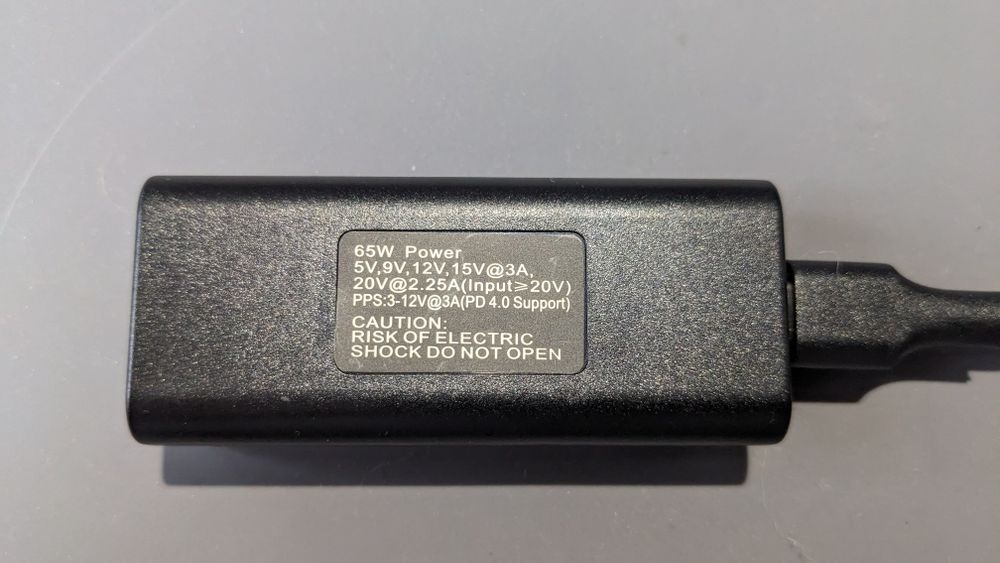 65W Power
5V,9V,12V,15V@3A,
20V@2.25A(Input⩾20V)
PPS:3-12V@3A(PD 4.0 Support)
CAUTION:
RISK OF ELECTRIC
SHOCK DO NOT OPEN